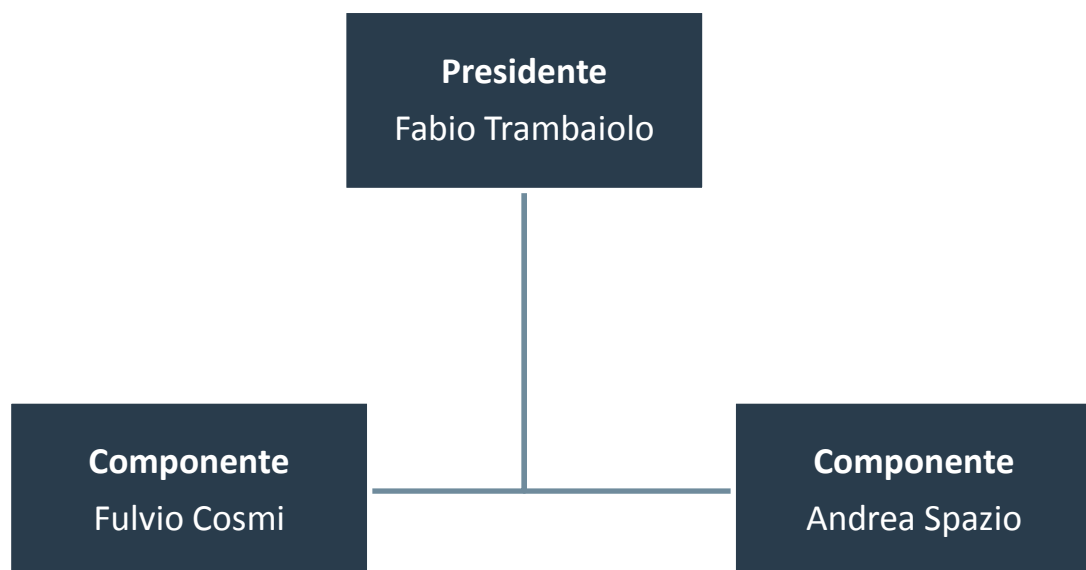 Presidente
Fabio Trambaiolo
Componente
Fulvio Cosmi
Componente
Andrea Spazio